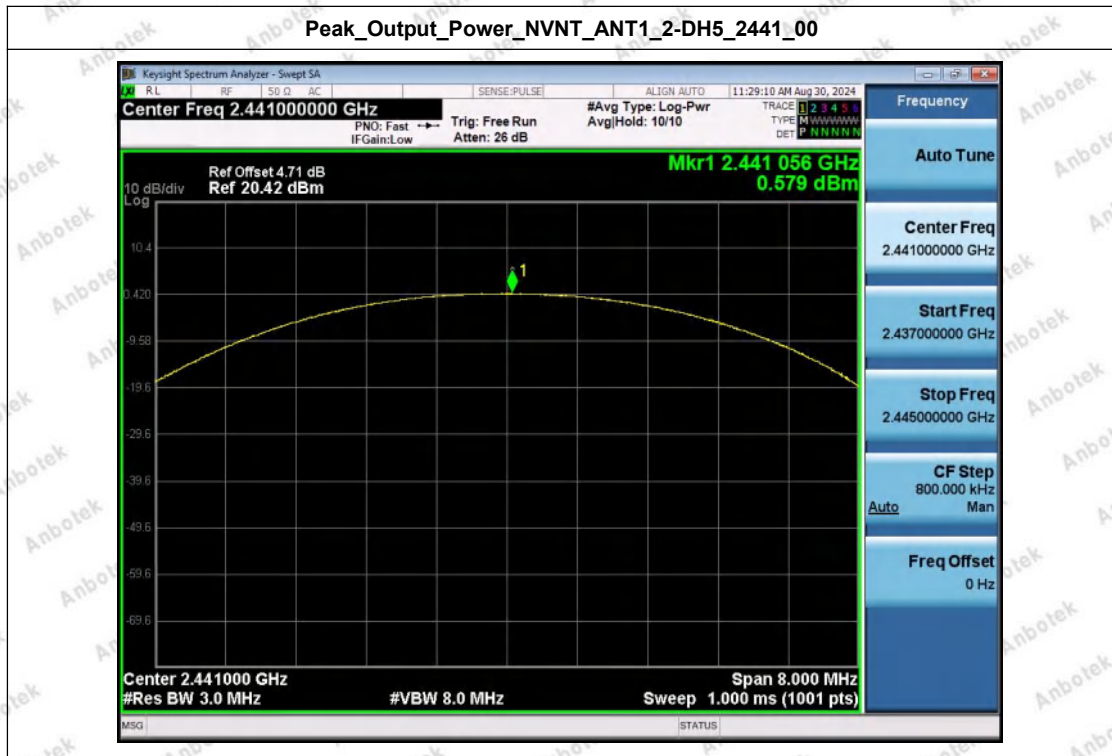 Peak_Output_Power_NVNT_ANT1_2-DH5_2441_00
Keysight Spectrum Analyzer - Swept SA
RL RF 50 Ω AC SENSE:PULSE ALIGN AUTO 11:29:10 AM Aug 30, 2024
Center Freq 2.441000000 GHz
PNO: Fast
IFGain:Low
Trig: Free Run
Atten: 26 dB
#Avg Type: Log-Pwr
Avg|Hold: 10/10
TRACE 1 2 3 4 5 6
TYPE M WWWWW
DET P N N N N N
Mkr1 2.441 056 GHz
0.579 dBm
Ref Offset 4.71 dB
10 dB/div Ref 20.42 dBm
Log
10.4
0.420
-9.58
-19.6
-29.6
-39.6
-49.6
-59.6
-69.6
1
Center 2.441000 GHz Span 8.000 MHz
#Res BW 3.0 MHz #VBW 8.0 MHz Sweep 1.000 ms (1001 pts)
MSG STATUS
Frequency
Auto Tune
Center Freq
2.441000000 GHz
Start Freq
2.437000000 GHz
Stop Freq
2.445000000 GHz
CF Step
800.000 kHz
Auto Man
Freq Offset
0 Hz
Anbotek